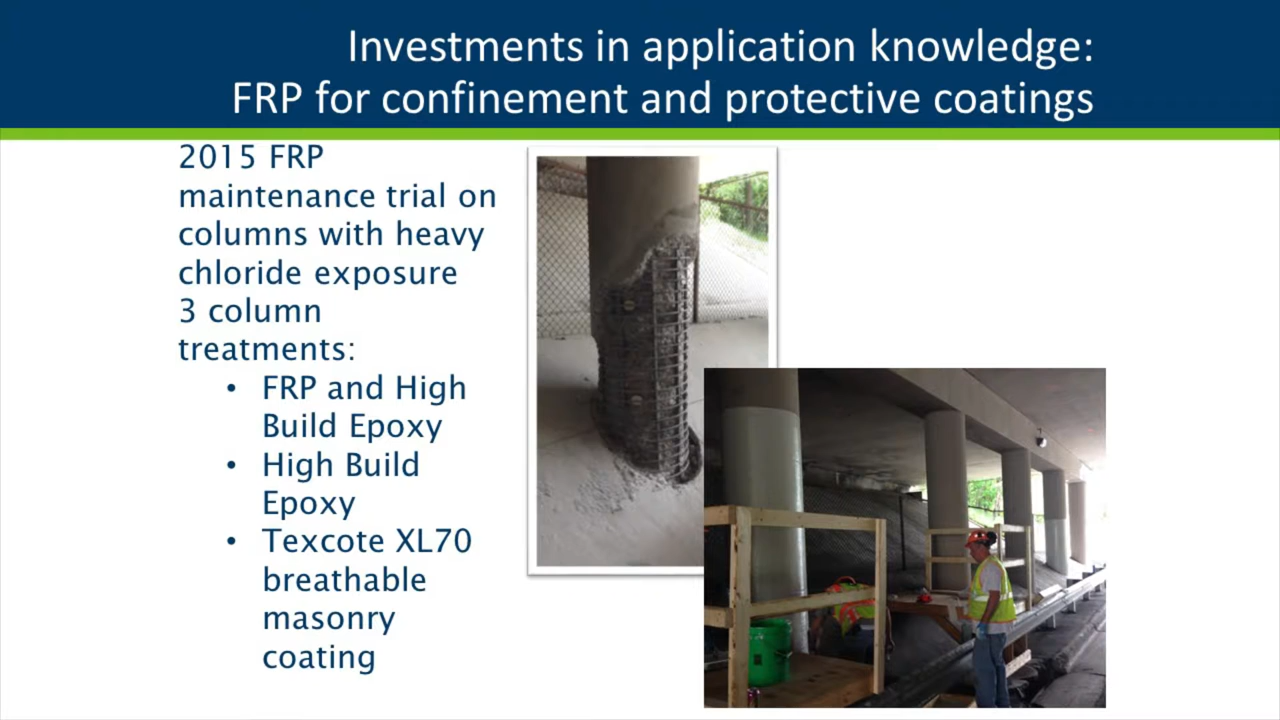 Investments in application knowledge:
FRP for confinement and protective coatings
2015 FRP
maintenance trial on
columns with heavy
chloride exposure
3 column
treatments:
• FRP and High
Build Epoxy
• High Build
Epoxy
• Texcote XL70
breathable
masonry
coating